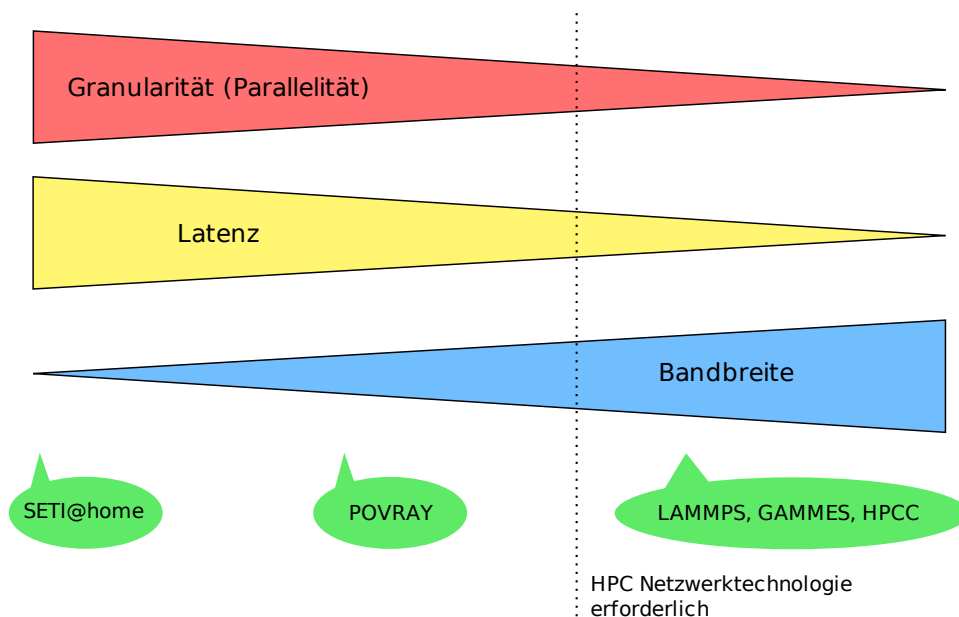 Granularität (Parallelität)
Latenz
Bandbreite
SETI@home
POVRAY
LAMMPS, GAMMES, HPCC
HPC Netzwerktechnologie
erforderlich